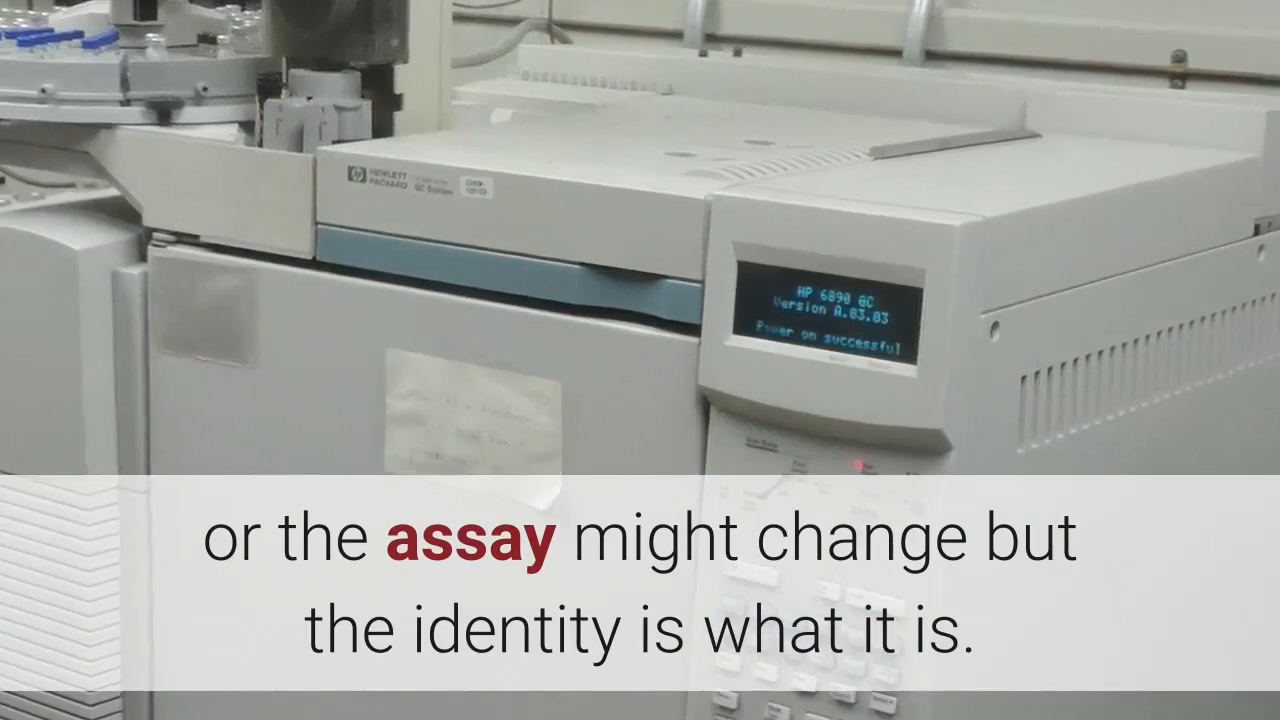 HEWLETT
PACKARD
GC System
HP 6890 GC
Version A.03.03
Power on successful
or the assay might change but
the identity is what it is.